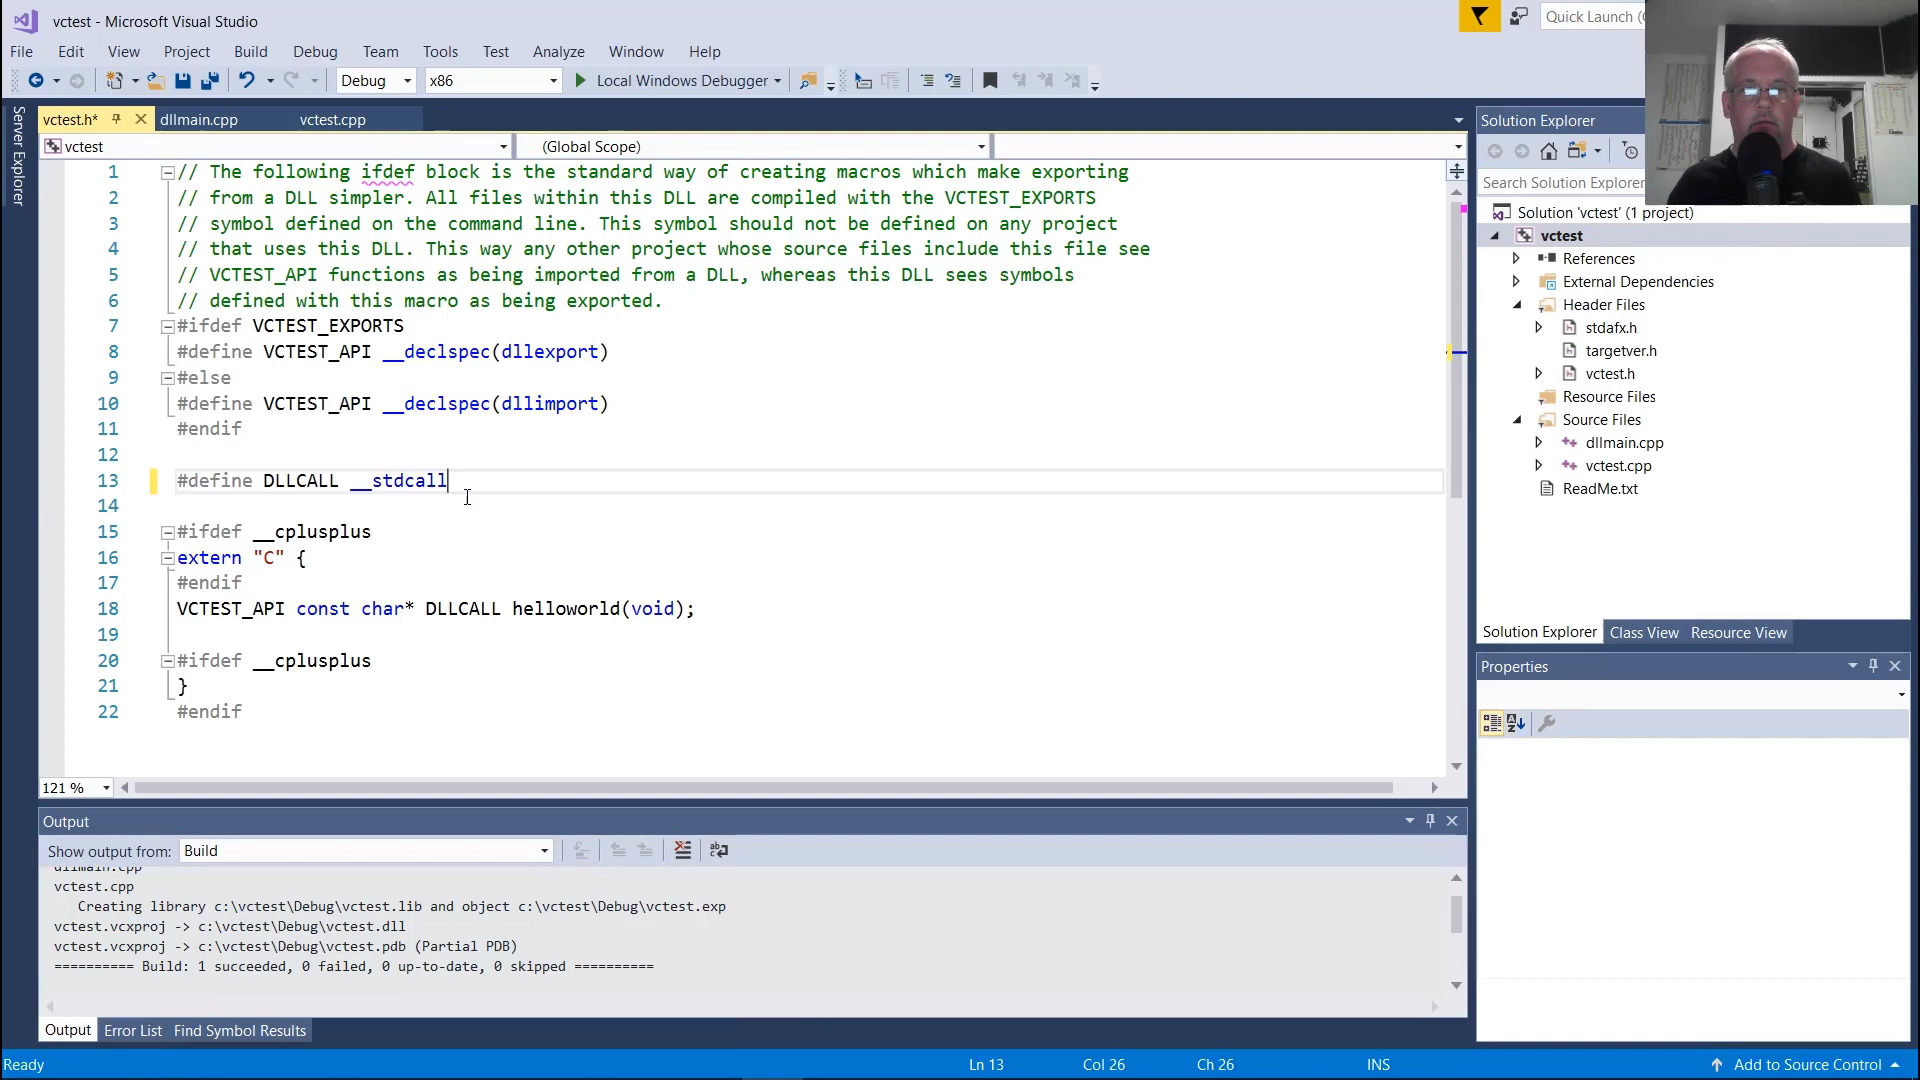 vctest - Microsoft Visual Studio
Quick Launch (
File Edit View Project Build Debug Team Tools Test Analyze Window Help
Debug x86 Local Windows Debugger
Server Explorer
vctest.h* dllmain.cpp vctest.cpp
vctest (Global Scope)
1 // The following ifdef block is the standard way of creating macros which make exporting
2 // from a DLL simpler. All files within this DLL are compiled with the VCTEST_EXPORTS
3 // symbol defined on the command line. This symbol should not be defined on any project
4 // that uses this DLL. This way any other project whose source files include this file see
5 // VCTEST_API functions as being imported from a DLL, whereas this DLL sees symbols
6 // defined with this macro as being exported.
7 #ifdef VCTEST_EXPORTS
8 #define VCTEST_API __declspec(dllexport)
9 #else
10 #define VCTEST_API __declspec(dllimport)
11 #endif
12
13 #define DLLCALL __stdcall
14
15 #ifdef __cplusplus
16 extern "C" {
17 #endif
18 VCTEST_API const char* DLLCALL helloworld(void);
19
20 #ifdef __cplusplus
21 }
22 #endif
121 %
Solution Explorer
Search Solution Explorer
Solution 'vctest' (1 project)
vctest
References
External Dependencies
Header Files
stdafx.h
targetver.h
vctest.h
Resource Files
Source Files
dllmain.cpp
vctest.cpp
ReadMe.txt
Solution Explorer Class View Resource View
Properties
Output
Show output from: Build
dllmain.cpp
vctest.cpp
Creating library c:\vctest\Debug\vctest.lib and object c:\vctest\Debug\vctest.exp
vctest.vcxproj -> c:\vctest\Debug\vctest.dll
vctest.vcxproj -> c:\vctest\Debug\vctest.pdb (Partial PDB)
========== Build: 1 succeeded, 0 failed, 0 up-to-date, 0 skipped ==========
Output Error List Find Symbol Results
Ready Ln 13 Col 26 Ch 26 INS Add to Source Control